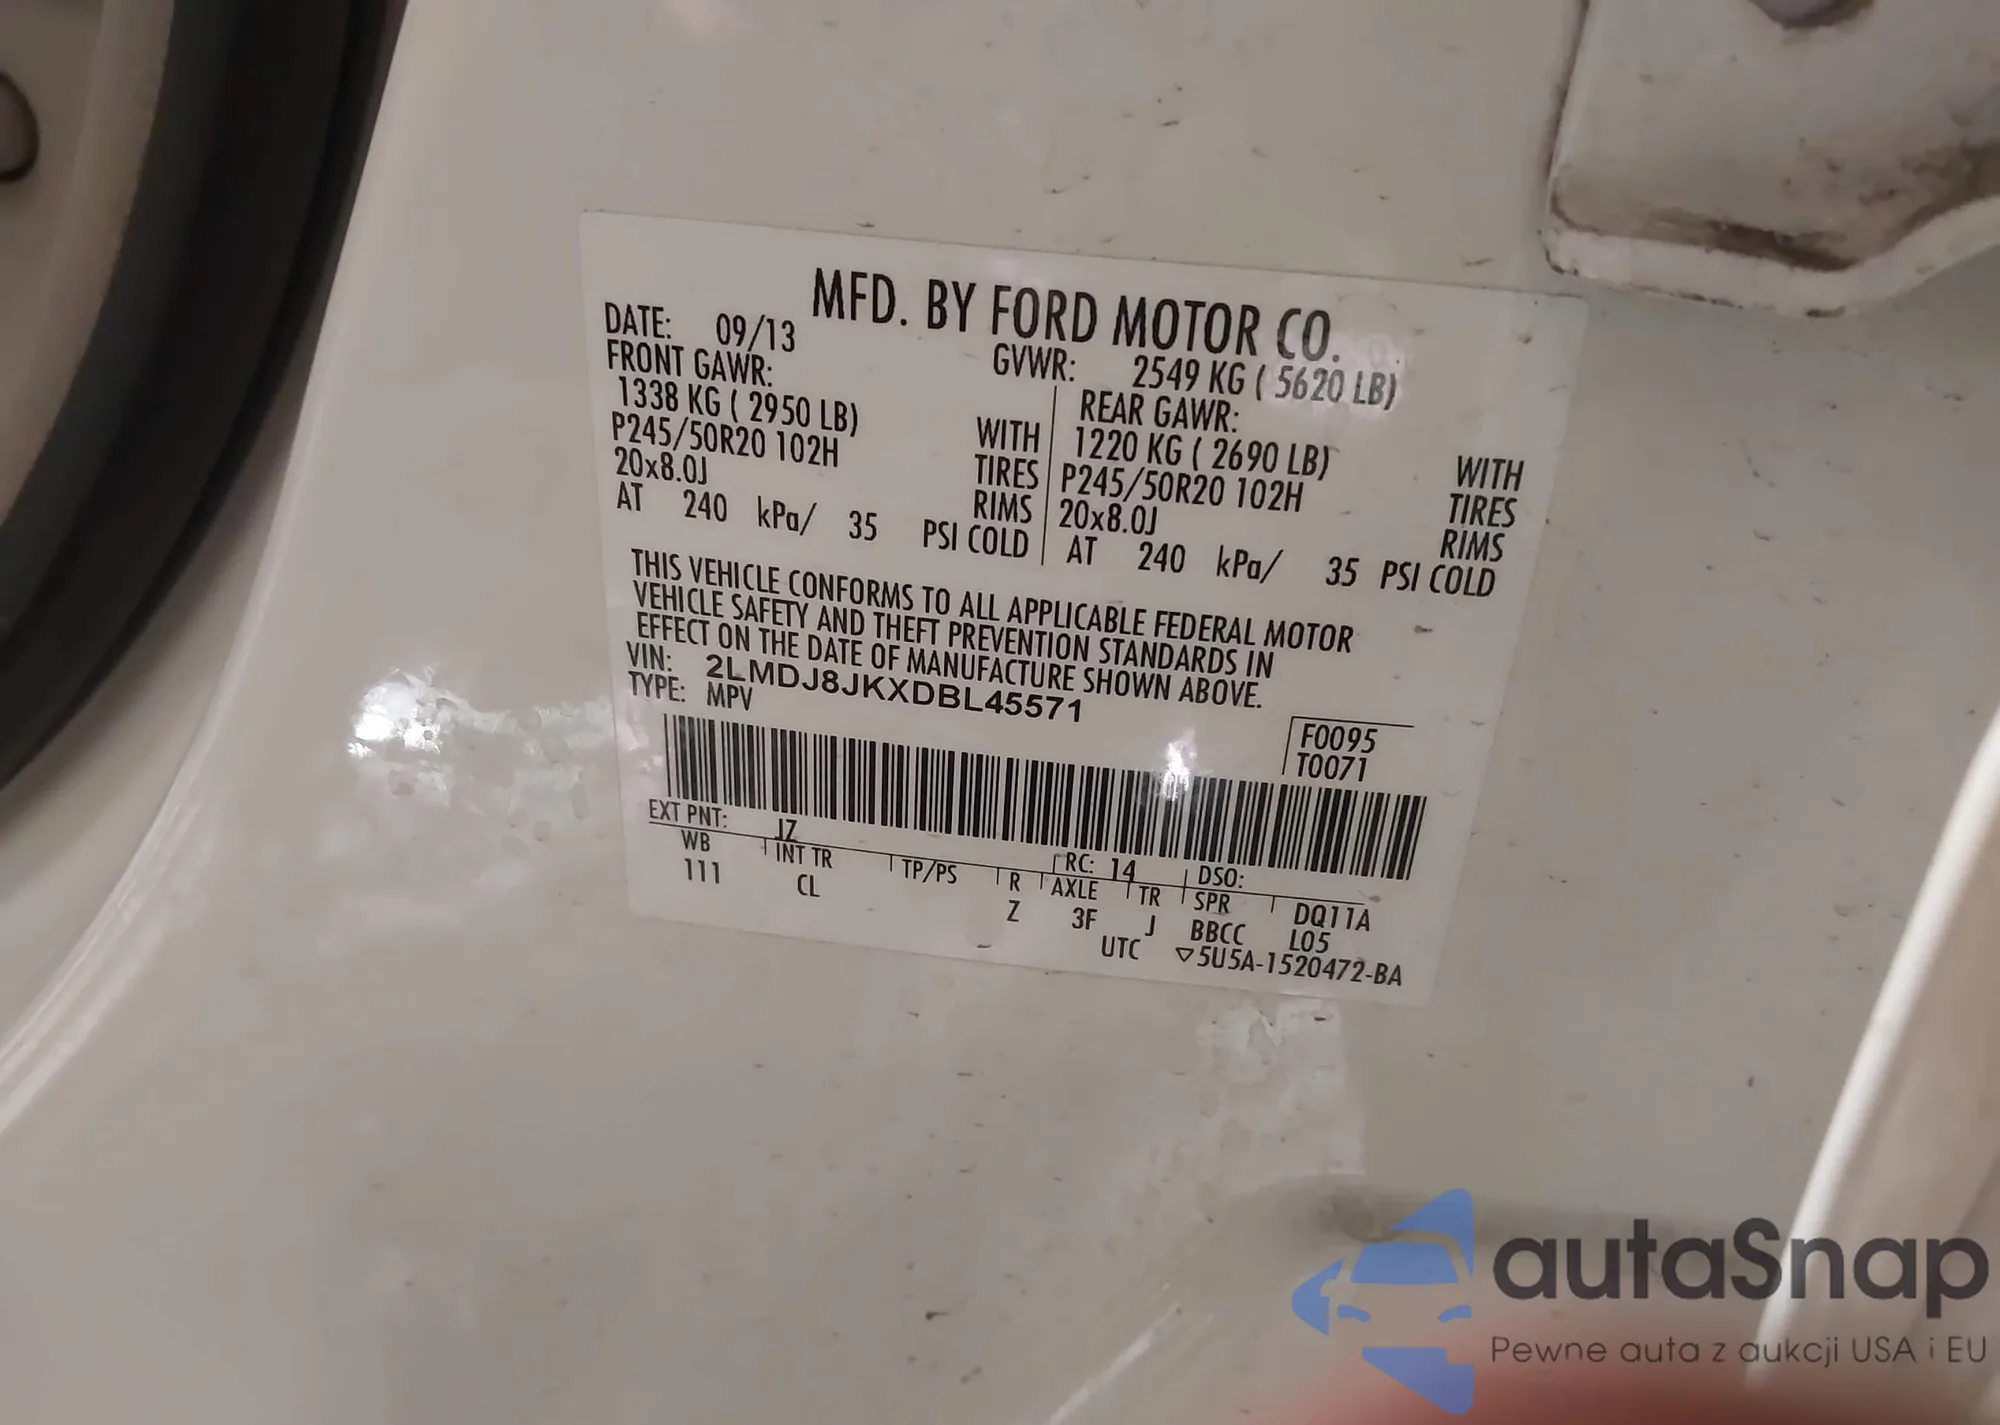 MFD. BY FORD MOTOR CO.
DATE: 09/13 GVWR: 2549 KG ( 5620 LB)
FRONT GAWR: REAR GAWR:
1338 KG ( 2950 LB) WITH 1220 KG ( 2690 LB) WITH
P245/50R20 102H TIRES P245/50R20 102H TIRES
20x8.0J RIMS 20x8.0J RIMS
AT 240 kPa/ 35 PSI COLD AT 240 kPa/ 35 PSI COLD
THIS VEHICLE CONFORMS TO ALL APPLICABLE FEDERAL MOTOR
VEHICLE SAFETY AND THEFT PREVENTION STANDARDS IN
EFFECT ON THE DATE OF MANUFACTURE SHOWN ABOVE.
VIN: 2LMDJ8JKXDBL45571
TYPE: MPV
F0095
T0071
EXT PNT: JZ RC: 14 DSO:
WB INT TR TP/PS R AXLE TR SPR DQ11A
111 CL Z 3F J BBCC L05
UTC ▽5U5A-1520472-BA
autaSnap
Pewne auta z aukcji USA i EU